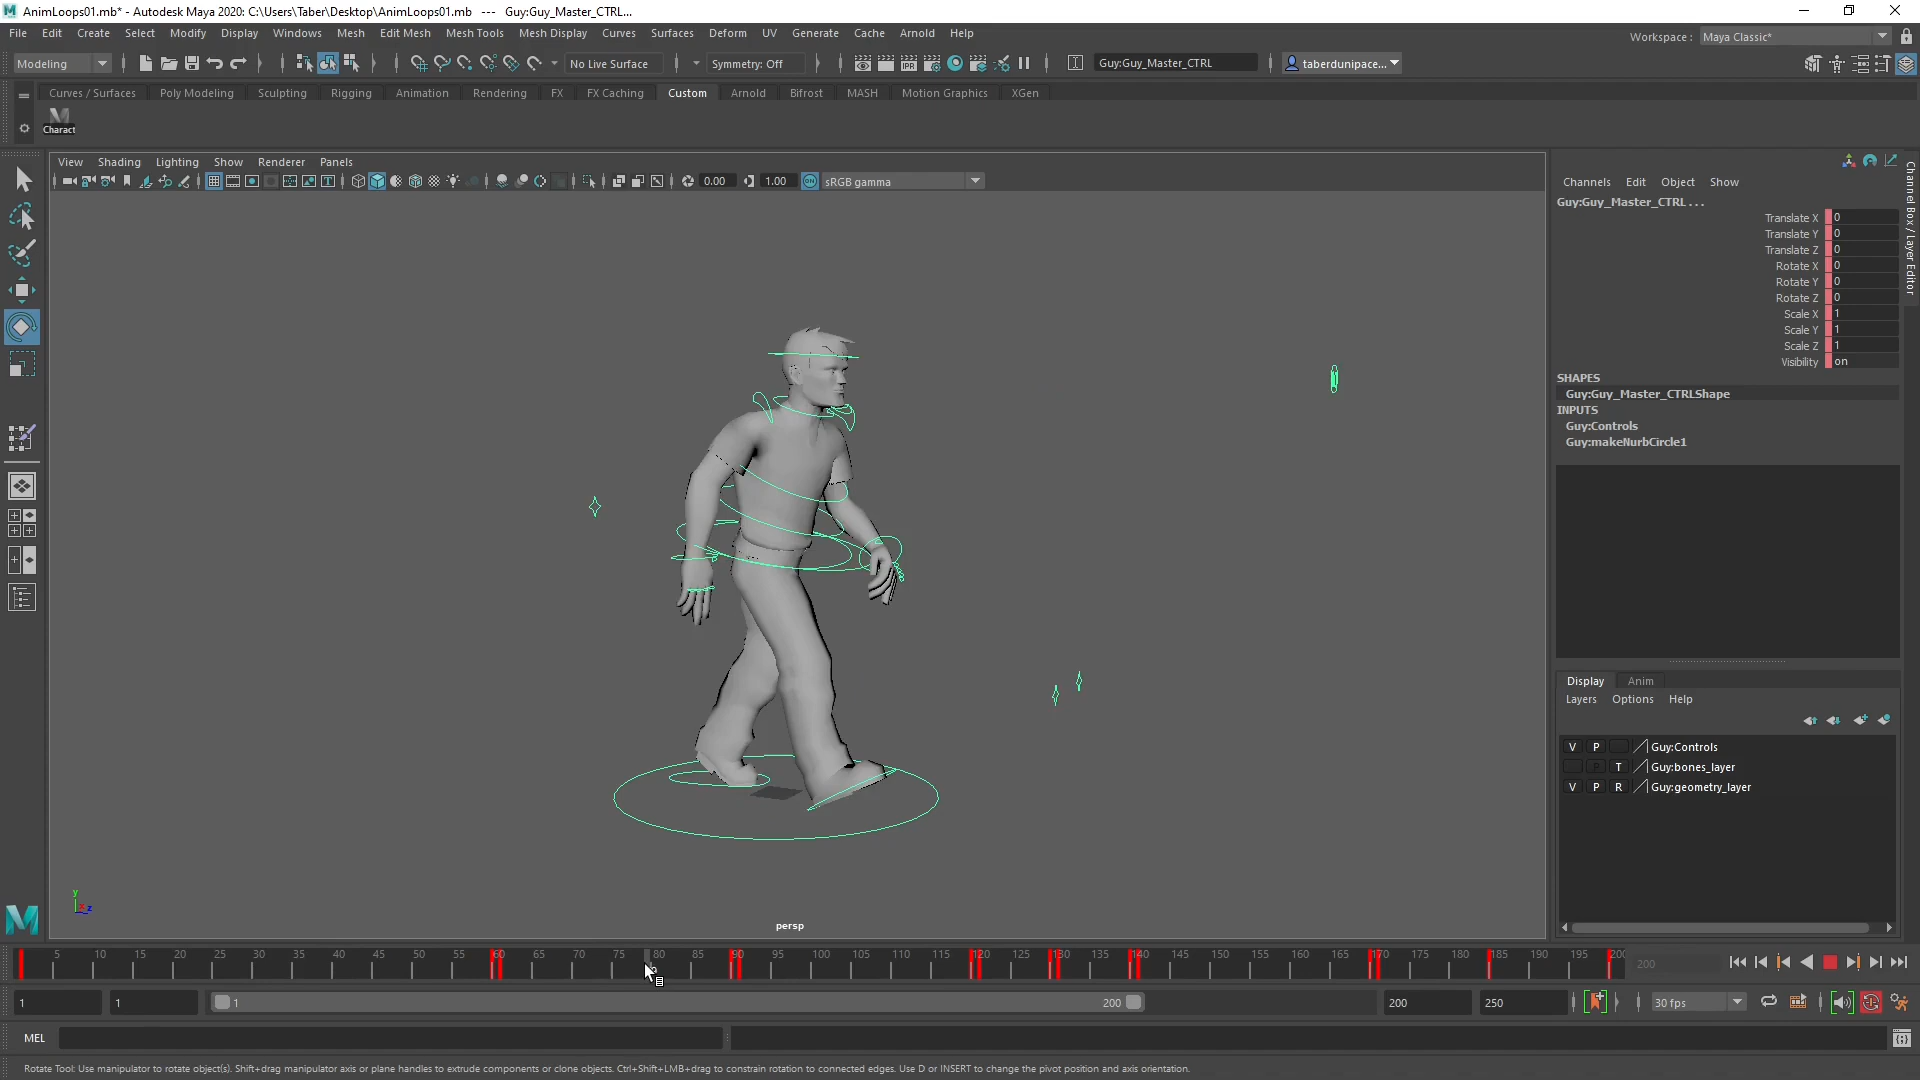 AnimLoops01.mb* - Autodesk Maya 2020: C:\Users\Taber\Desktop\AnimLoops01.mb   ---   Guy:Guy_Master_CTRL...
File Edit Create Select Modify Display Windows Mesh Edit Mesh Mesh Tools Mesh Display Curves Surfaces Deform UV Generate Cache Arnold Help
Workspace : Maya Classic*
Modeling No Live Surface Symmetry: Off IPR Guy:Guy_Master_CTRL taberdunipace...
Curves / Surfaces Poly Modeling Sculpting Rigging Animation Rendering FX FX Caching Custom Arnold Bifrost MASH Motion Graphics XGen
Charact
View Shading Lighting Show Renderer Panels
0.00 1.00 ON sRGB gamma
Channels Edit Object Show
Guy:Guy_Master_CTRL . . .
Translate X 0
Translate Y 0
Translate Z 0
Rotate X 0
Rotate Y 0
Rotate Z 0
Scale X 1
Scale Y 1
Scale Z 1
Visibility on
SHAPES
Guy:Guy_Master_CTRLShape
INPUTS
Guy:Controls
Guy:makeNurbCircle1
Channel Box / Layer Editor
Display Anim
Layers Options Help
V P Guy:Controls
P T Guy:bones_layer
V P R Guy:geometry_layer
y
z
persp
5 10 15 20 25 30 35 40 45 50 55 60 65 70 75 80 85 90 95 100 105 110 115 120 125 130 135 140 145 150 155 160 165 170 175 180 185 190 195 200
200
1 1 1 200 200 250 30 fps
MEL
Rotate Tool: Use manipulator to rotate object(s). Shift+drag manipulator axis or plane handles to extrude components or clone objects. Ctrl+Shift+LMB+drag to constrain rotation to connected edges. Use D or INSERT to change the pivot position and axis orientation.